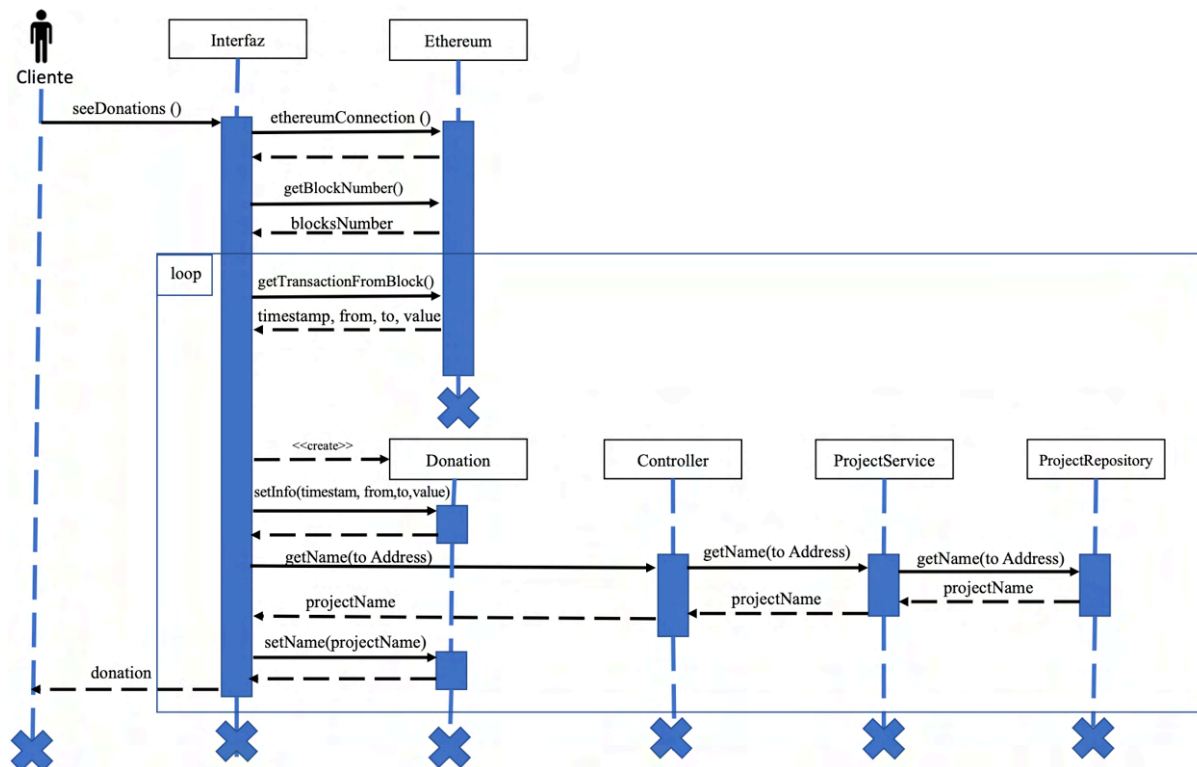 Interfaz
Ethereum
Cliente
seeDonations ()
ethereumConnection ()
getBlockNumber()
blocksNumber
loop
getTransactionFromBlock()
timestamp, from, to, value
<<create>>
Donation
Controller
ProjectService
ProjectRepository
setInfo(timestam, from,to,value)
getName(to Address)
getName(to Address)
getName(to Address)
projectName
projectName
projectName
setName(projectName)
donation